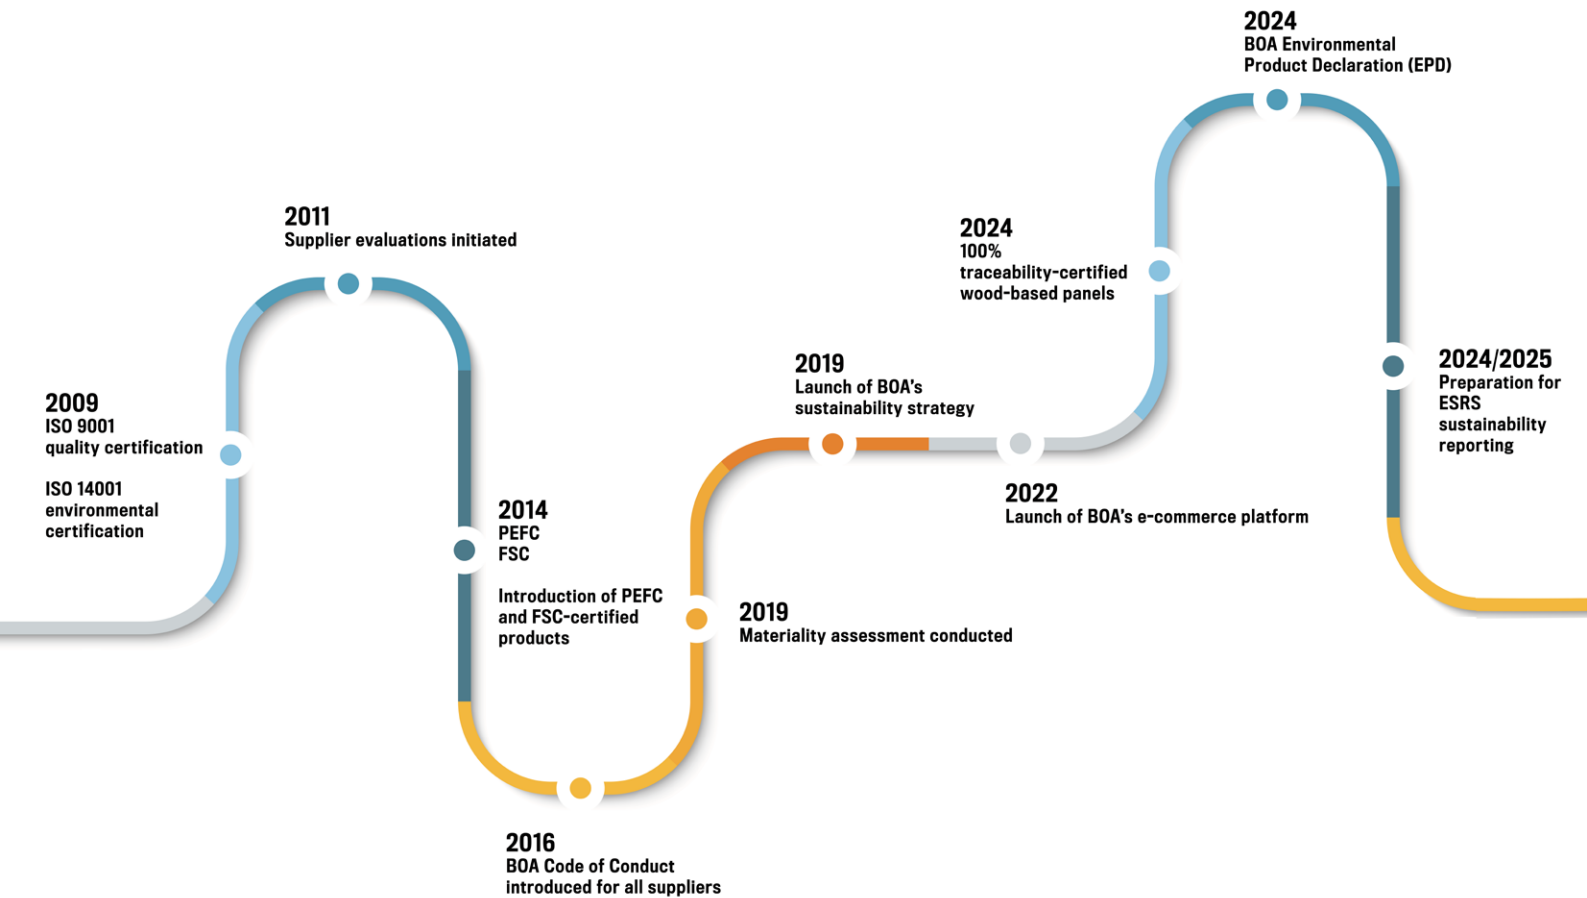 2009
ISO 9001
quality certification
ISO 14001
environmental
certification
2011
Supplier evaluations initiated
2014
PEFC
FSC
Introduction of PEFC
and FSC-certified
products
2016
BOA Code of Conduct
introduced for all suppliers
2019
Materiality assessment conducted
2019
Launch of BOA's
sustainability strategy
2022
Launch of BOA's e-commerce platform
2024
100%
traceability-certified
wood-based panels
2024
BOA Environmental
Product Declaration (EPD)
2024/2025
Preparation for
ESRS
sustainability
reporting